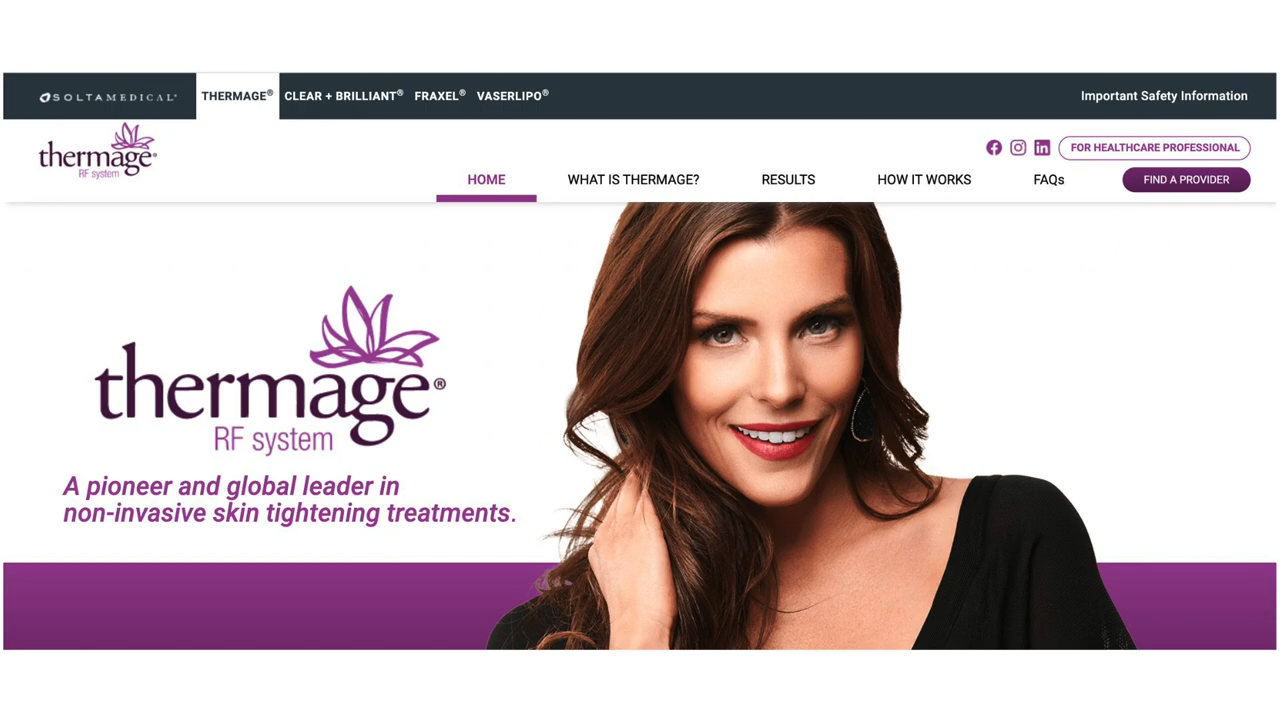 SOLTAMEDICAL®
THERMAGE®
CLEAR + BRILLIANT®
FRAXEL®
VASERLIPO®
Important Safety Information
thermage®
RF system
FOR HEALTHCARE PROFESSIONAL
HOME
WHAT IS THERMAGE?
RESULTS
HOW IT WORKS
FAQs
FIND A PROVIDER
thermage®
RF system
A pioneer and global leader in
non-invasive skin tightening treatments.